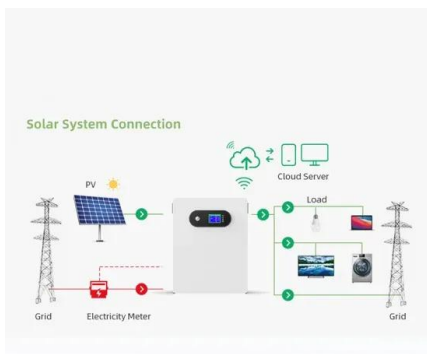 Solar System Connection
PV
Cloud Server
Load
Grid
Electricity Meter
Grid